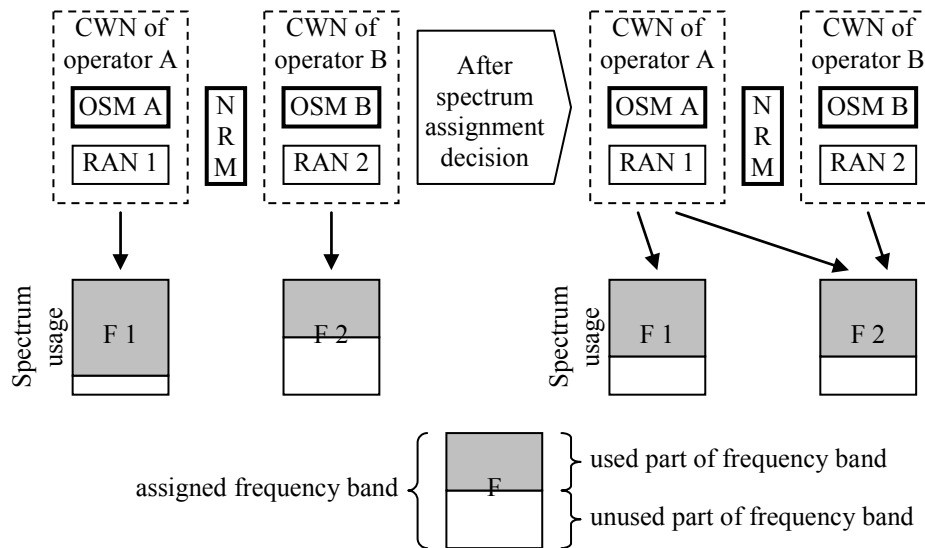 CWN of
operator A
OSM A
RAN 1
N
R
M
CWN of
operator B
OSM B
RAN 2
After
spectrum
assignment
decision
CWN of
operator A
OSM A
RAN 1
N
R
M
CWN of
operator B
OSM B
RAN 2
Spectrum
usage
F 1
F 2
Spectrum
usage
F 1
F 2
assigned frequency band
F
used part of frequency band
unused part of frequency band